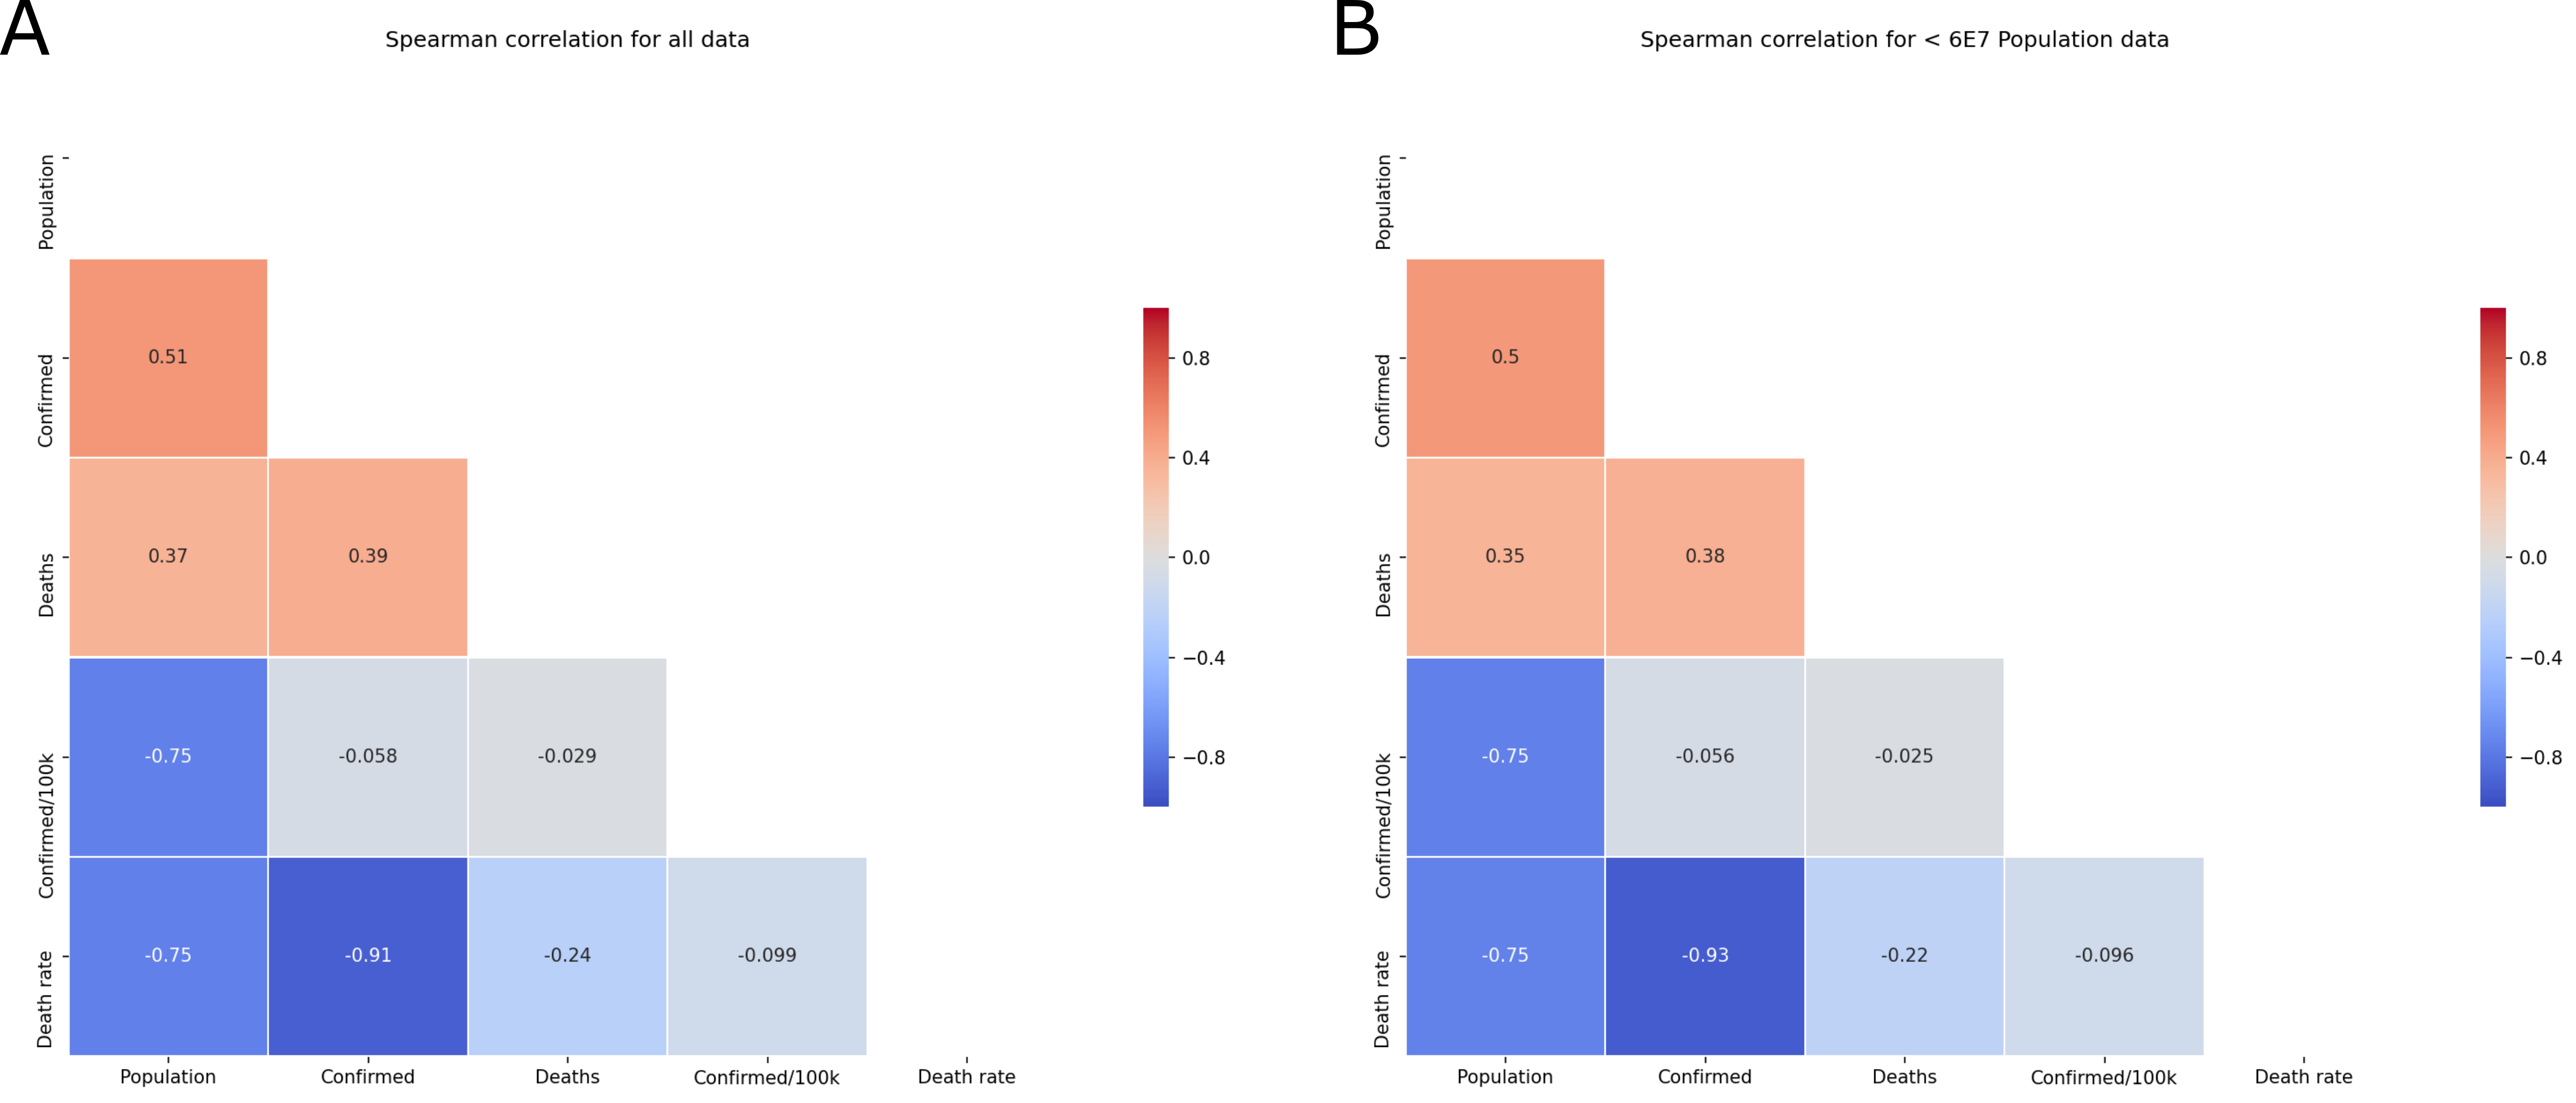 A
Spearman correlation for all data
Population
Confirmed
0.51
Deaths
0.37 0.39
Confirmed/100k
-0.75 -0.058 -0.029
Death rate
-0.75 -0.91 -0.24 -0.099
Population Confirmed Deaths Confirmed/100k Death rate
0.8
0.4
0.0
−0.4
−0.8
B
Spearman correlation for < 6E7 Population data
Population
Confirmed
0.5
Deaths
0.35 0.38
Confirmed/100k
-0.75 -0.056 -0.025
Death rate
-0.75 -0.93 -0.22 -0.096
Population Confirmed Deaths Confirmed/100k Death rate
0.8
0.4
0.0
−0.4
−0.8